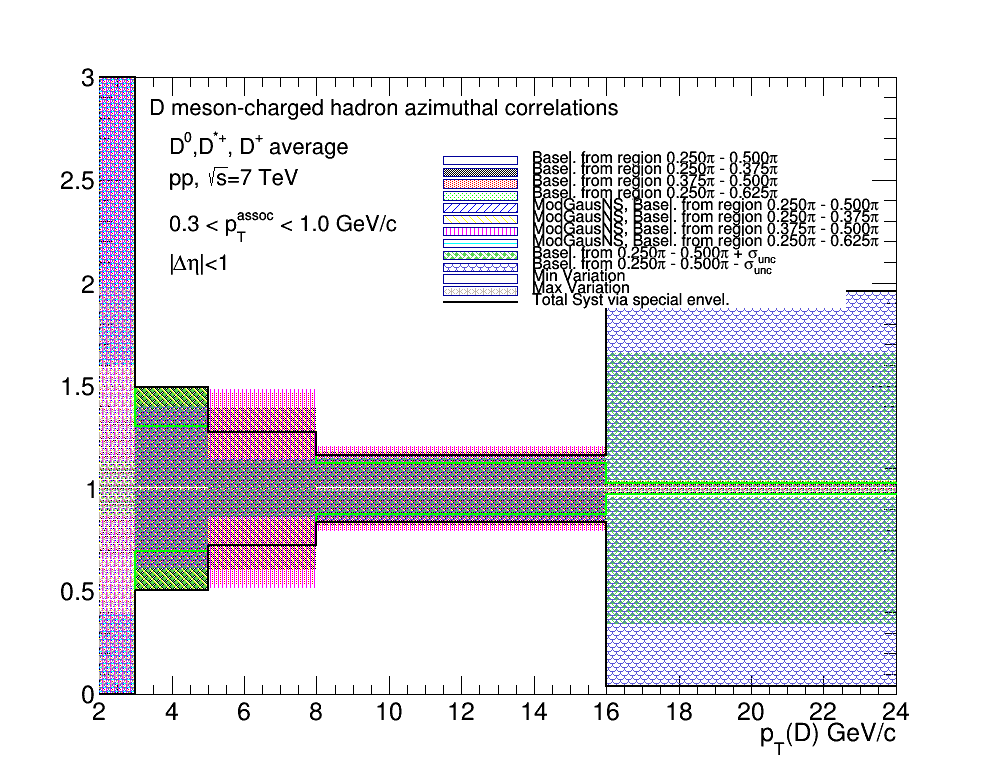 D meson-charged hadron azimuthal correlations
D⁰,D*⁺, D⁺ average
pp, √s=7 TeV
0.3 < p_T^assoc < 1.0 GeV/c
|Δη|<1
Basel. from region 0.250π - 0.500π
Basel. from region 0.250π - 0.375π
Basel. from region 0.375π - 0.500π
Basel. from region 0.250π - 0.625π
ModGausNS, Basel. from region 0.250π - 0.500π
ModGausNS, Basel. from region 0.250π - 0.375π
ModGausNS, Basel. from region 0.375π - 0.500π
ModGausNS, Basel. from region 0.250π - 0.625π
Basel. from 0.250π - 0.500π + σ_unc
Basel. from 0.250π - 0.500π - σ_unc
Min Variation
Max Variation
Total Syst via special envel.
3
2.5
2
1.5
1
0.5
0
2 4 6 8 10 12 14 16 18 20 22 24
p_T(D) GeV/c